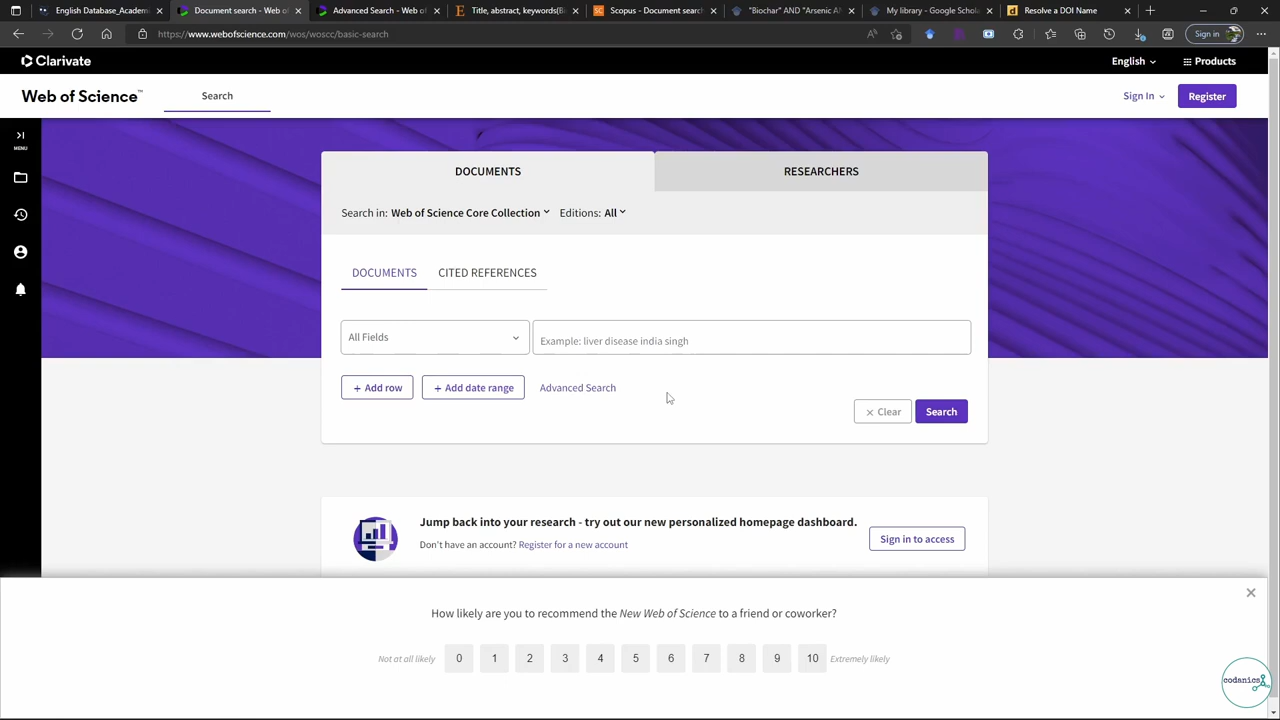 English Database_Academi
Document search - Web of
Advanced Search - Web of
Title, abstract, keywords(B
Scopus - Document search
"Biochar" AND "Arsenic A
My library - Google Schola
Resolve a DOI Name
https://www.webofscience.com/wos/woscc/basic-search
Sign in
Clarivate
English
Products
Web of Science™
Search
Sign In
Register
MENU
DOCUMENTS
RESEARCHERS
Search in: Web of Science Core Collection
Editions: All
DOCUMENTS
CITED REFERENCES
All Fields
Example: liver disease india singh
+ Add row
+ Add date range
Advanced Search
× Clear
Search
Jump back into your research - try out our new personalized homepage dashboard.
Don't have an account? Register for a new account
Sign in to access
How likely are you to recommend the New Web of Science to a friend or coworker?
Not at all likely 0 1 2 3 4 5 6 7 8 9 10 Extremely likely
codanics